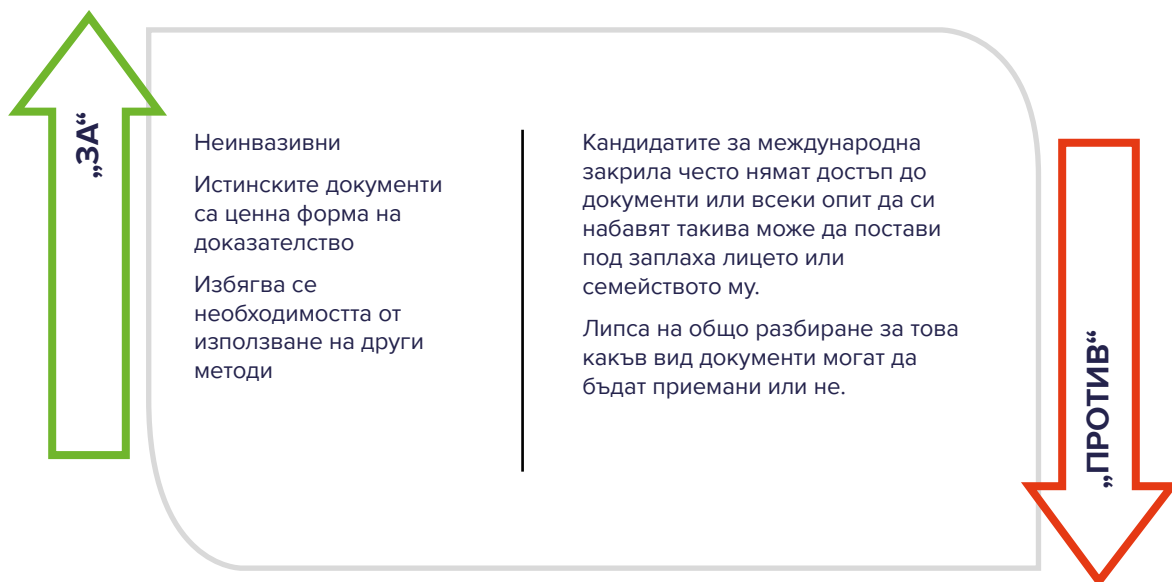 „ЗА“
Неинвазивни
Истинските документи
са ценна форма на
доказателство
Избягва се
необходимостта от
използване на други
методи
Кандидатите за международна
закрила често нямат достъп до
документи или всеки опит да си
набавят такива може да постави
под заплаха лицето или
семейството му.
Липса на общо разбиране за това
какъв вид документи могат да
бъдат приемани или не.
„ПРОТИВ“